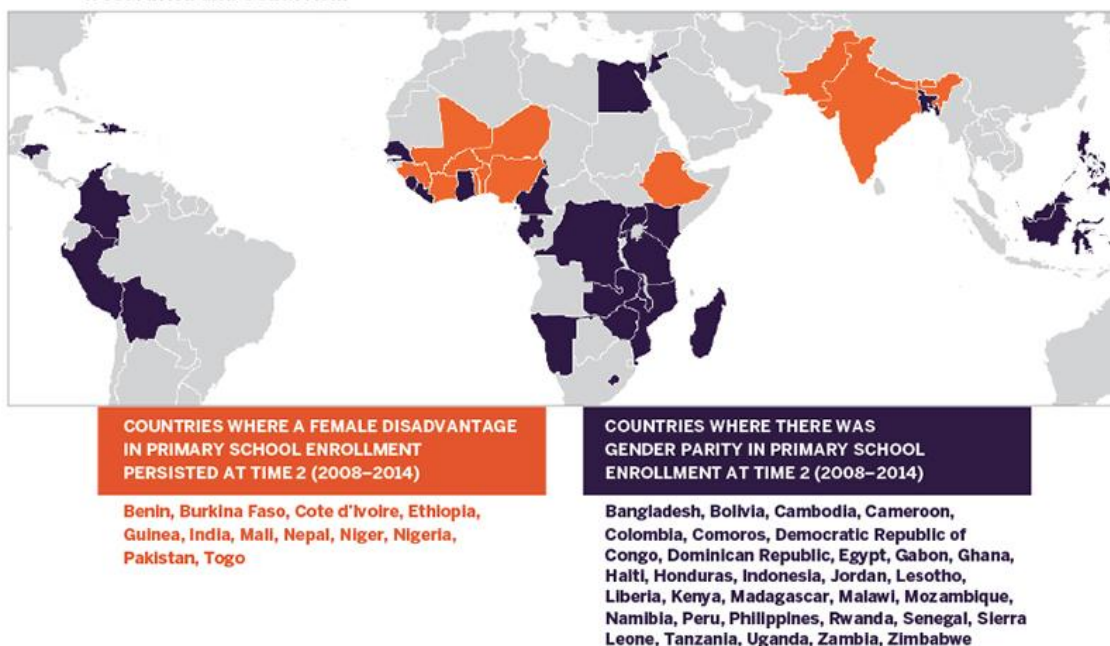 COUNTRIES WHERE A FEMALE DISADVANTAGE
IN PRIMARY SCHOOL ENROLLMENT
PERSISTED AT TIME 2 (2008–2014)
Benin, Burkina Faso, Cote d'Ivoire, Ethiopia,
Guinea, India, Mali, Nepal, Niger, Nigeria,
Pakistan, Togo
COUNTRIES WHERE THERE WAS
GENDER PARITY IN PRIMARY SCHOOL
ENROLLMENT AT TIME 2 (2008–2014)
Bangladesh, Bolivia, Cambodia, Cameroon,
Colombia, Comoros, Democratic Republic of
Congo, Dominican Republic, Egypt, Gabon, Ghana,
Haiti, Honduras, Indonesia, Jordan, Lesotho,
Liberia, Kenya, Madagascar, Malawi, Mozambique,
Namibia, Peru, Philippines, Rwanda, Senegal, Sierra
Leone, Tanzania, Uganda, Zambia, Zimbabwe